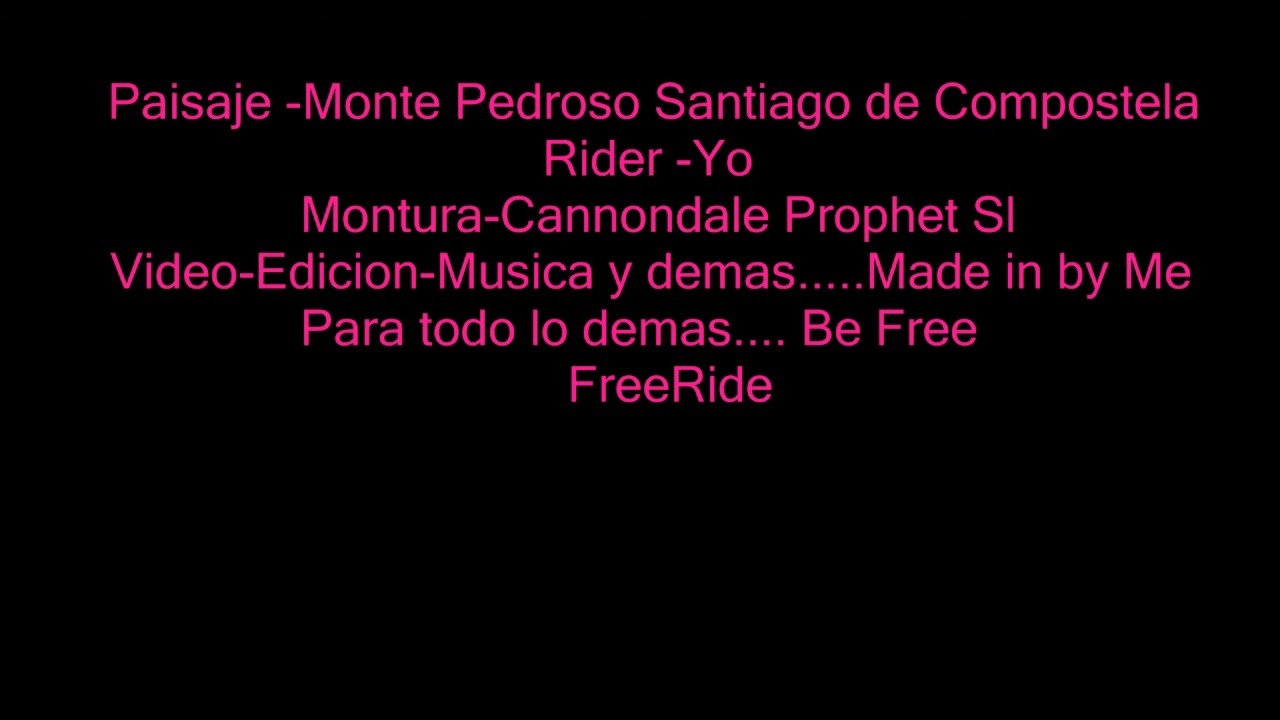 Paisaje -Monte Pedroso Santiago de Compostela
Rider -Yo
Montura-Cannondale Prophet Sl
Video-Edicion-Musica y demas.....Made in by Me
Para todo lo demas.... Be Free
FreeRide